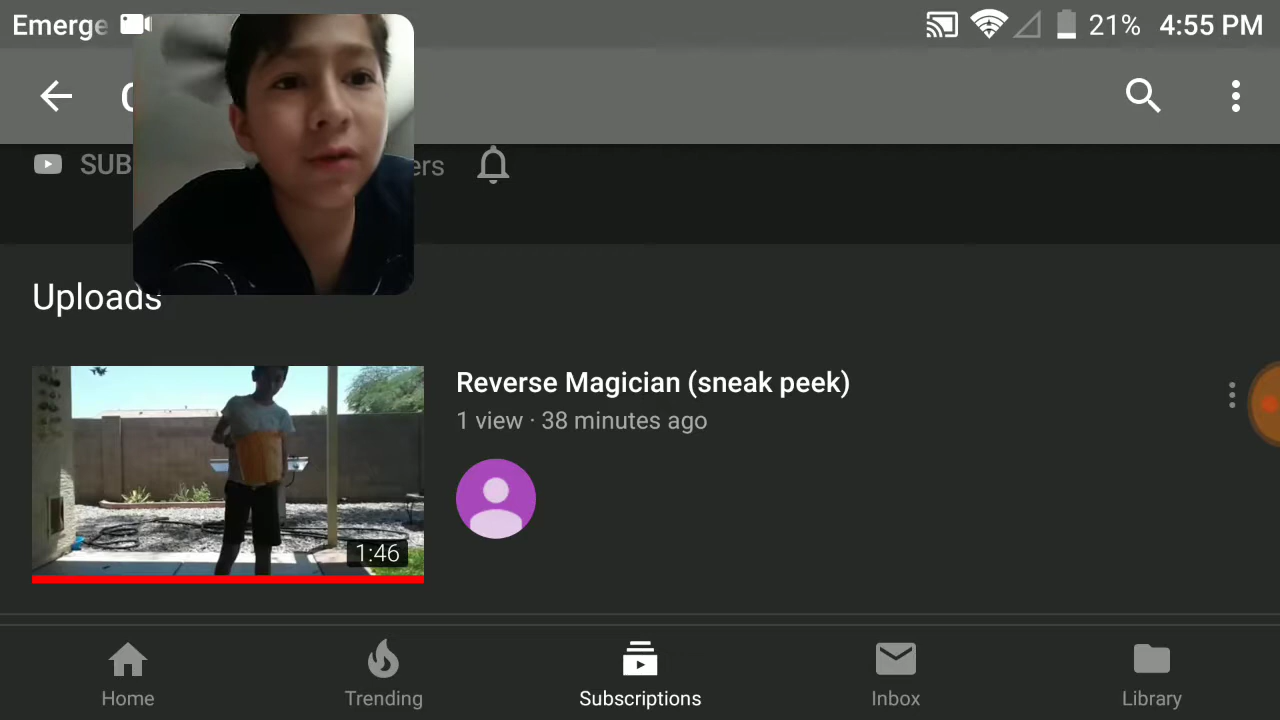 Emerge 21% 4:55 PM
SUB ers
Uploads
Reverse Magician (sneak peek)
1 view · 38 minutes ago
1:46
Home Trending Subscriptions Inbox Library